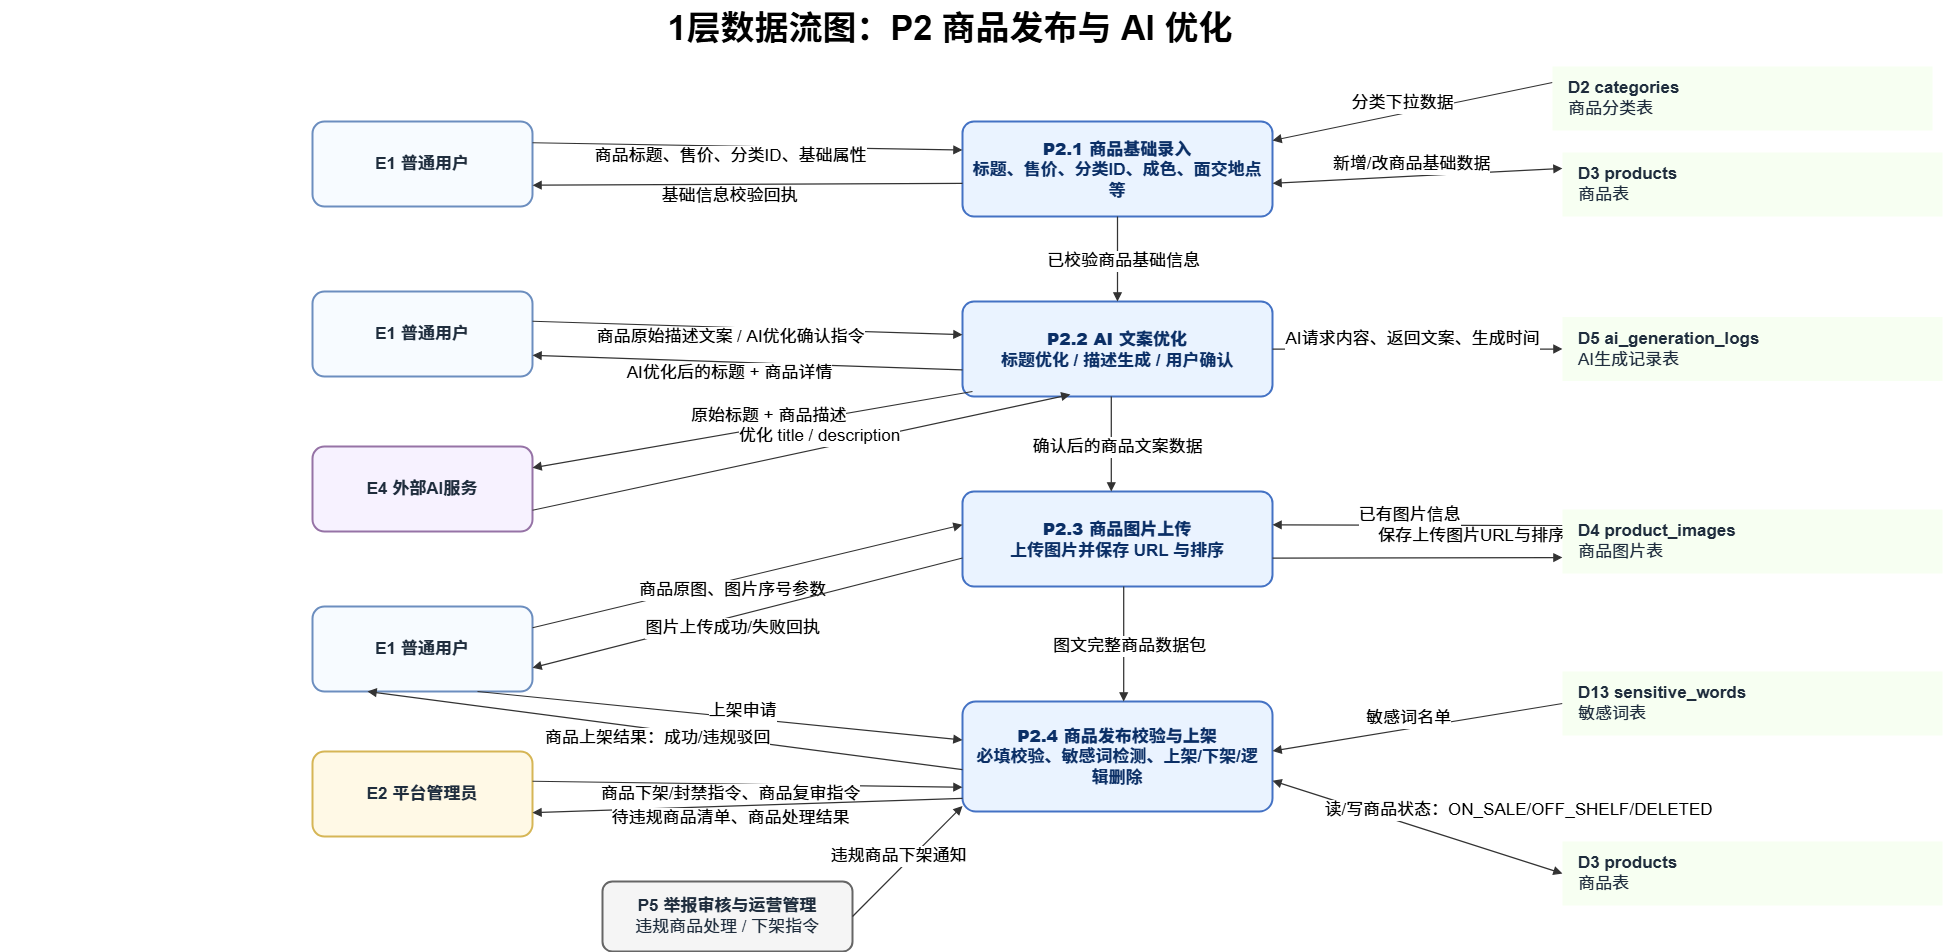 1层数据流图：P2 商品发布与 AI 优化
D2 categories
商品分类表
分类下拉数据
E1 普通用户
商品标题、售价、分类ID、基础属性
基础信息校验回执
P2.1 商品基础录入
标题、售价、分类ID、成色、面交地点
等
新增/改商品基础数据
D3 products
商品表
已校验商品基础信息
E1 普通用户
商品原始描述文案 / AI优化确认指令
AI优化后的标题 + 商品详情
P2.2 AI 文案优化
标题优化 / 描述生成 / 用户确认
AI请求内容、返回文案、生成时间
D5 ai_generation_logs
AI生成记录表
原始标题 + 商品描述
优化 title / description
确认后的商品文案数据
E4 外部AI服务
P2.3 商品图片上传
上传图片并保存 URL 与排序
已有图片信息
保存上传图片URL与排序
D4 product_images
商品图片表
商品原图、图片序号参数
图片上传成功/失败回执
E1 普通用户
图文完整商品数据包
上架申请
商品上架结果：成功/违规驳回
P2.4 商品发布校验与上架
必填校验、敏感词检测、上架/下架/逻
辑删除
敏感词名单
D13 sensitive_words
敏感词表
E2 平台管理员
商品下架/封禁指令、商品复审指令
待违规商品清单、商品处理结果
读/写商品状态：ON_SALE/OFF_SHELF/DELETED
D3 products
商品表
违规商品下架通知
P5 举报审核与运营管理
违规商品处理 / 下架指令